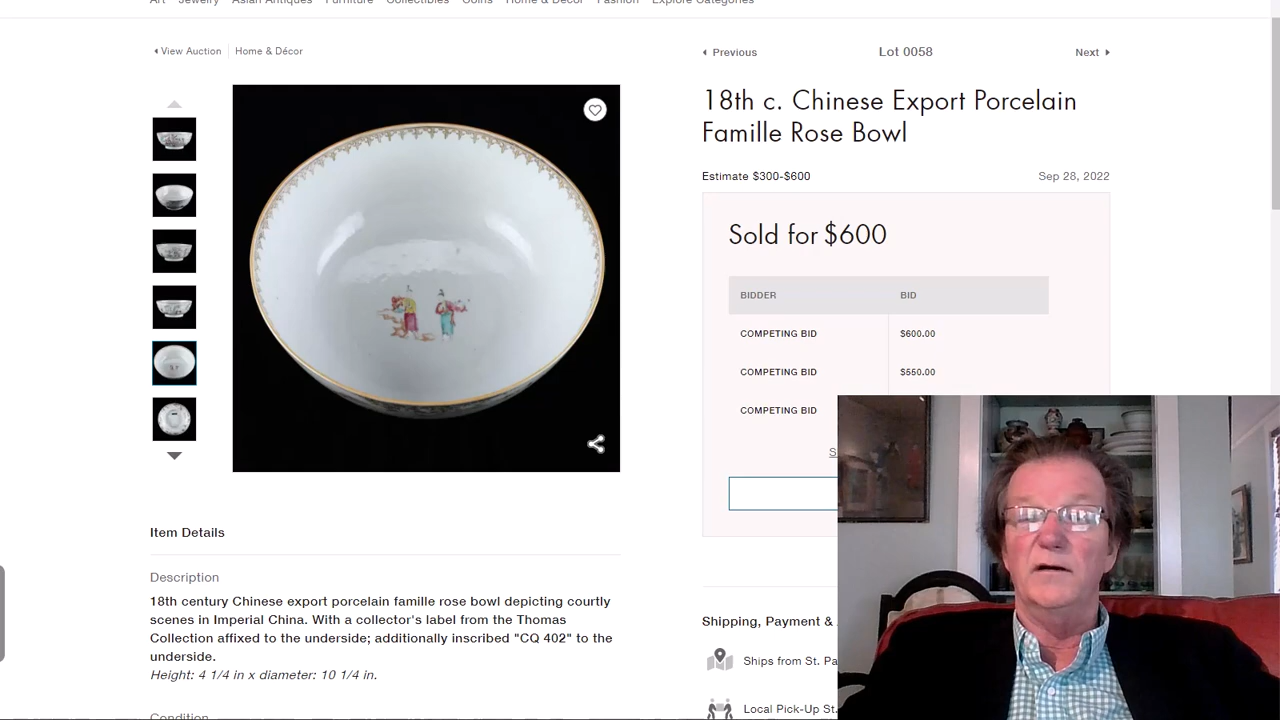 Art Jewelry Asian Antiques Furniture Collectibles Coins Home & Décor Fashion Explore Categories
View Auction Home & Décor
Previous Lot 0058 Next
18th c. Chinese Export Porcelain
Famille Rose Bowl
Estimate $300-$600 Sep 28, 2022
Sold for $600
BIDDER BID
COMPETING BID $600.00
COMPETING BID $550.00
COMPETING BID
S
Item Details
Description
18th century Chinese export porcelain famille rose bowl depicting courtly
scenes in Imperial China. With a collector's label from the Thomas
Collection affixed to the underside; additionally inscribed "CQ 402" to the
underside.
Height: 4 1/4 in x diameter: 10 1/4 in.
Condition
Shipping, Payment &
Ships from St. Pa
Local Pick-Up St.